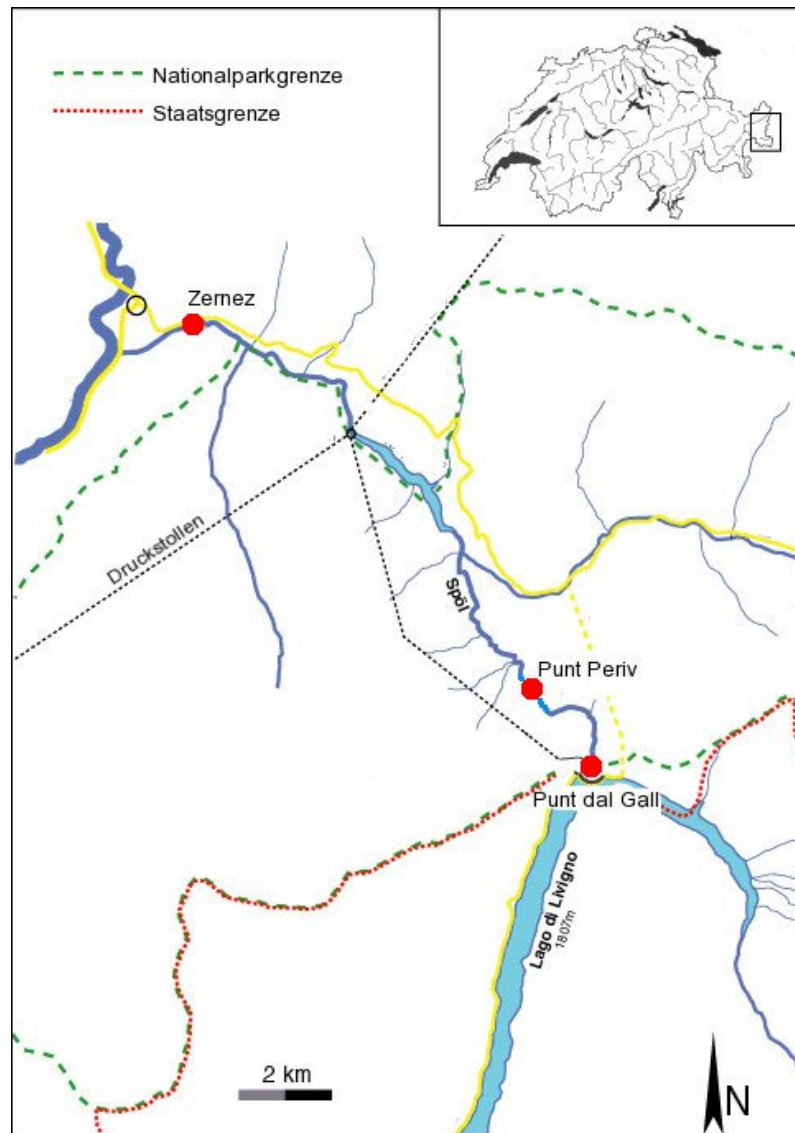 Nationalparkgrenze
Staatsgrenze
Zernez
Druckstollen
Spöl
Punt Periv
Punt dal Gall
Lago di Livigno
1807m
2 km
N